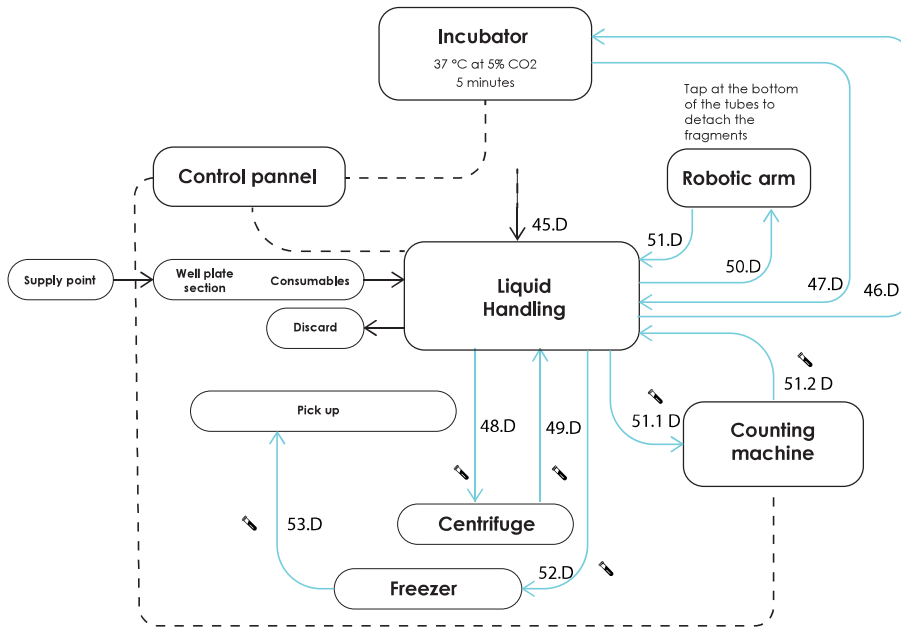 Incubator
37 °C at 5% CO2
5 minutes
Tap at the bottom
of the tubes to
detach the
fragments
Control pannel
Robotic arm
45.D
51.D
50.D
47.D
46.D
Supply point
Well plate
section
Consumables
Liquid
Handling
Discard
51.2 D
Pick up
48.D
49.D
51.1 D
Counting
machine
53.D
Centrifuge
52.D
Freezer